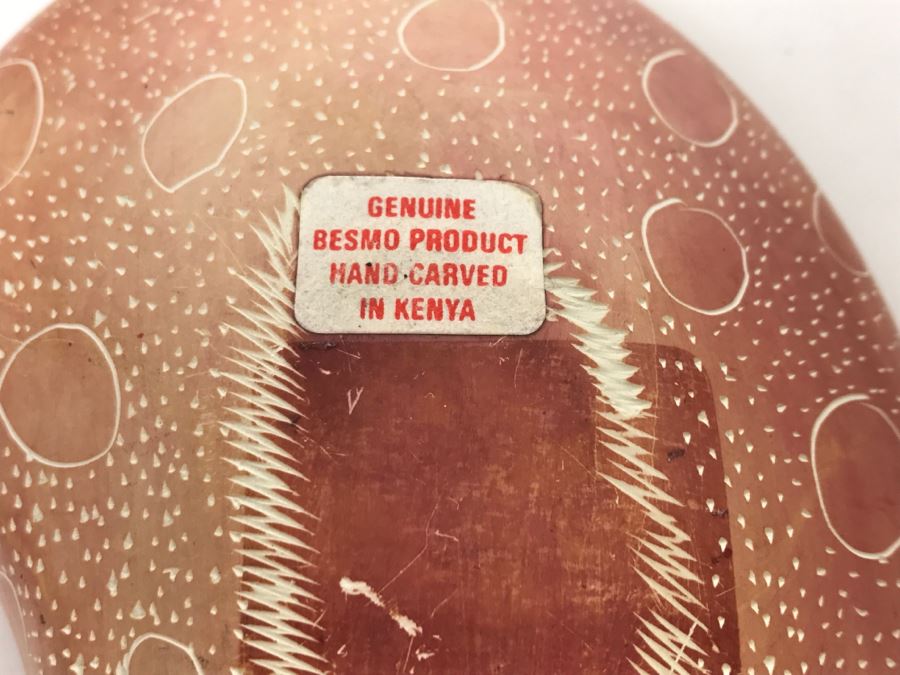 GENUINE
BESMO PRODUCT
HAND CARVED
IN KENYA